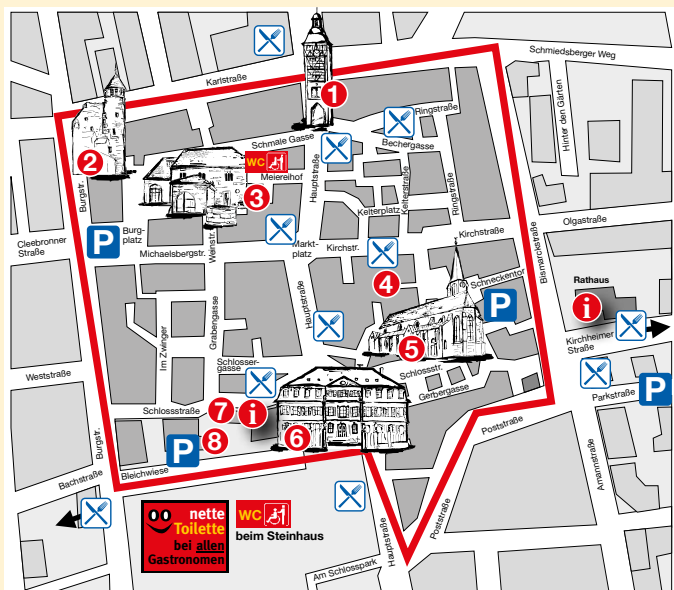 Schmiedsberger Weg
Karlstraße
Hinter den Gärten
1
Ringstraße
Schmale Gasse
Bechergasse
2
WC
Meiereihof
3
Hauptstraße
Kelterstraße
Ringstraße
Burgstr.
Kelterplatz
Olgastraße
Cleebronner
Straße
P
Burg-
platz
Weinstr.
Markt-
platz
Kirchstr.
Kirchstraße
Bismarckstraße
Michaelsbergstr.
4
Schneckentor
Rathaus
i
P
Hauptstraße
Grabengasse
Im Zwinger
5
Kirchheimer
Straße
Schlosser-
gasse
Schlossstr.
Weststraße
Gerbergasse
Parkstraße
P
Schlossstraße
7
i
6
8
P
Poststraße
Burgstr.
Bleichwiese
Bachstraße
Amannstraße
nette
Toilette
bei allen
Gastronomen
WC
beim Steinhaus
Hauptstraße
Poststraße
Am Schlosspark